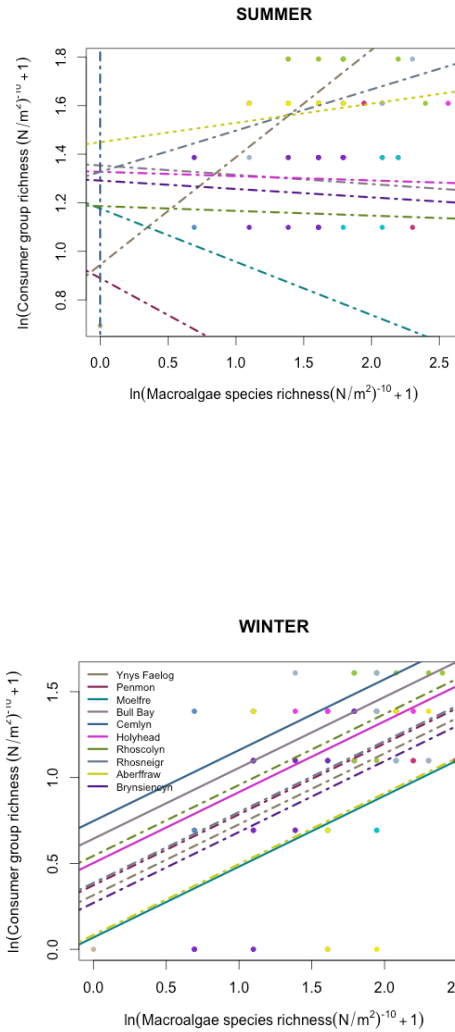 SUMMER
ln(Consumer group richness (N/m²)⁻¹⁰ + 1)
1.8
1.6
1.4
1.2
1.0
0.8
0.0 0.5 1.0 1.5 2.0 2.5
ln(Macroalgae species richness(N/m²)⁻¹⁰ + 1)
WINTER
ln(Consumer group richness (N/m²)⁻¹⁰ + 1)
1.5
1.0
0.5
0.0
Ynys Faelog
Penmon
Moelfre
Bull Bay
Cemlyn
Holyhead
Rhoscolyn
Rhosneigr
Aberffraw
Brynsiencyn
0.0 0.5 1.0 1.5 2.0
ln(Macroalgae species richness(N/m²)⁻¹⁰ + 1)